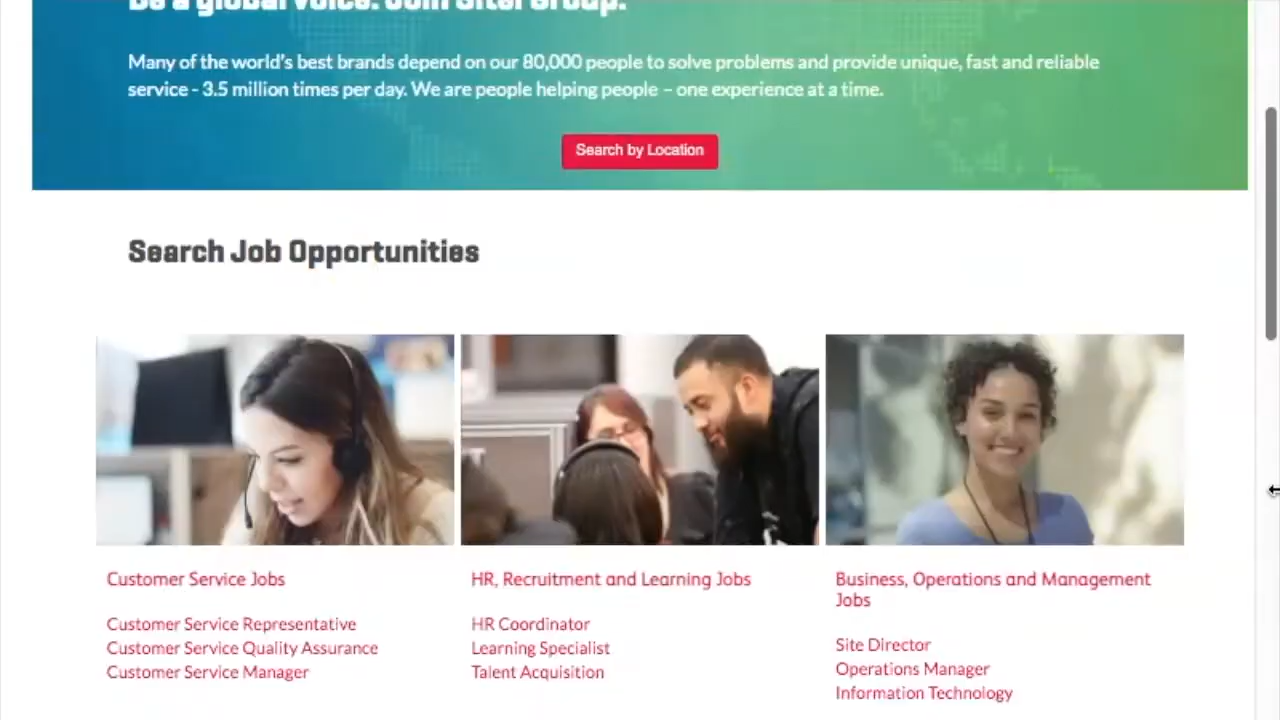 Be a global voice. Join Sitel Group.
Many of the world's best brands depend on our 80,000 people to solve problems and provide unique, fast and reliable
service - 3.5 million times per day. We are people helping people – one experience at a time.
Search by Location
Search Job Opportunities
Customer Service Jobs
Customer Service Representative
Customer Service Quality Assurance
Customer Service Manager
HR, Recruitment and Learning Jobs
HR Coordinator
Learning Specialist
Talent Acquisition
Business, Operations and Management
Jobs
Site Director
Operations Manager
Information Technology